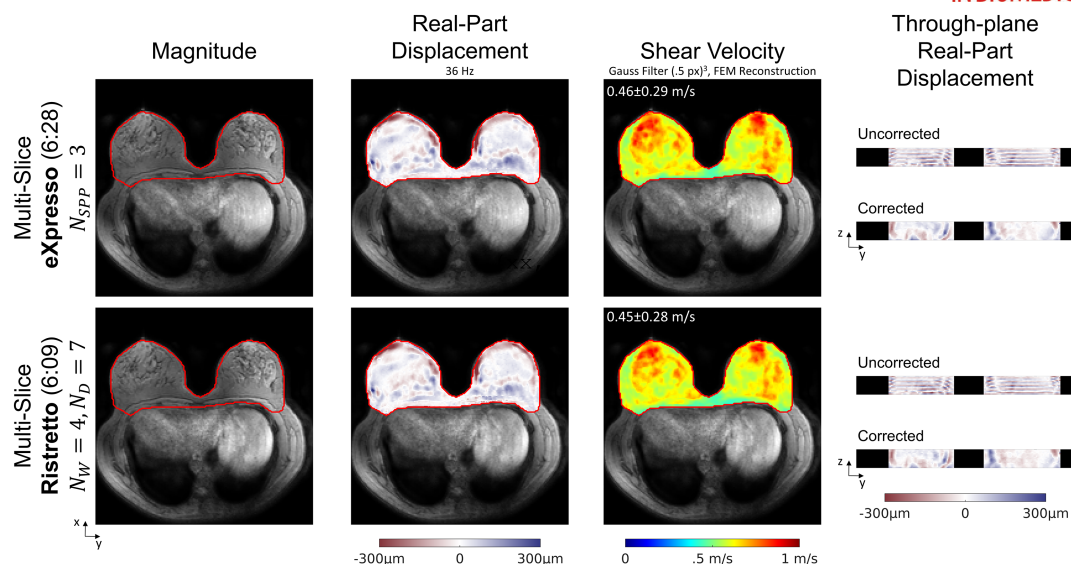 Magnitude
Real-Part
Displacement
36 Hz
Shear Velocity
Gauss Filter (.5 px)³, FEM Reconstruction
Through-plane
Real-Part
Displacement
Multi-Slice
eXpresso (6:28)
N_SPP = 3
0.46±0.29 m/s
Uncorrected
Corrected
z
y
Multi-Slice
Ristretto (6:09)
N_W = 4, N_D = 7
0.45±0.28 m/s
Uncorrected
Corrected
z
y
x
y
-300µm 0 300µm
0 .5 m/s 1 m/s
-300µm 0 300µm